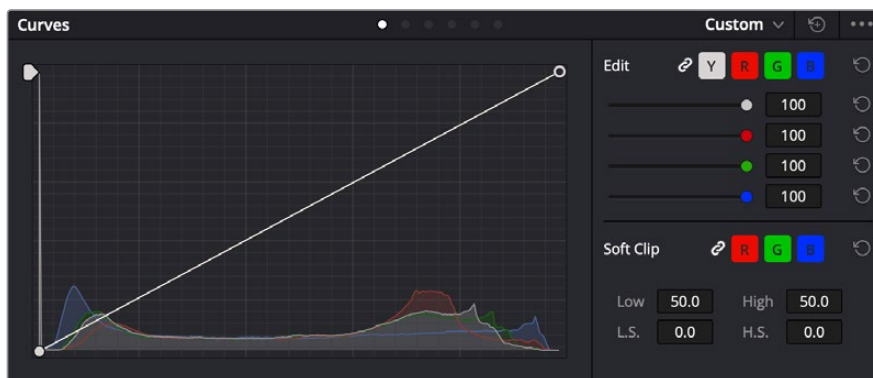 Curves Custom
Edit Y R G B
100
100
100
100
Soft Clip R G B
Low 50.0 High 50.0
L.S. 0.0 H.S. 0.0